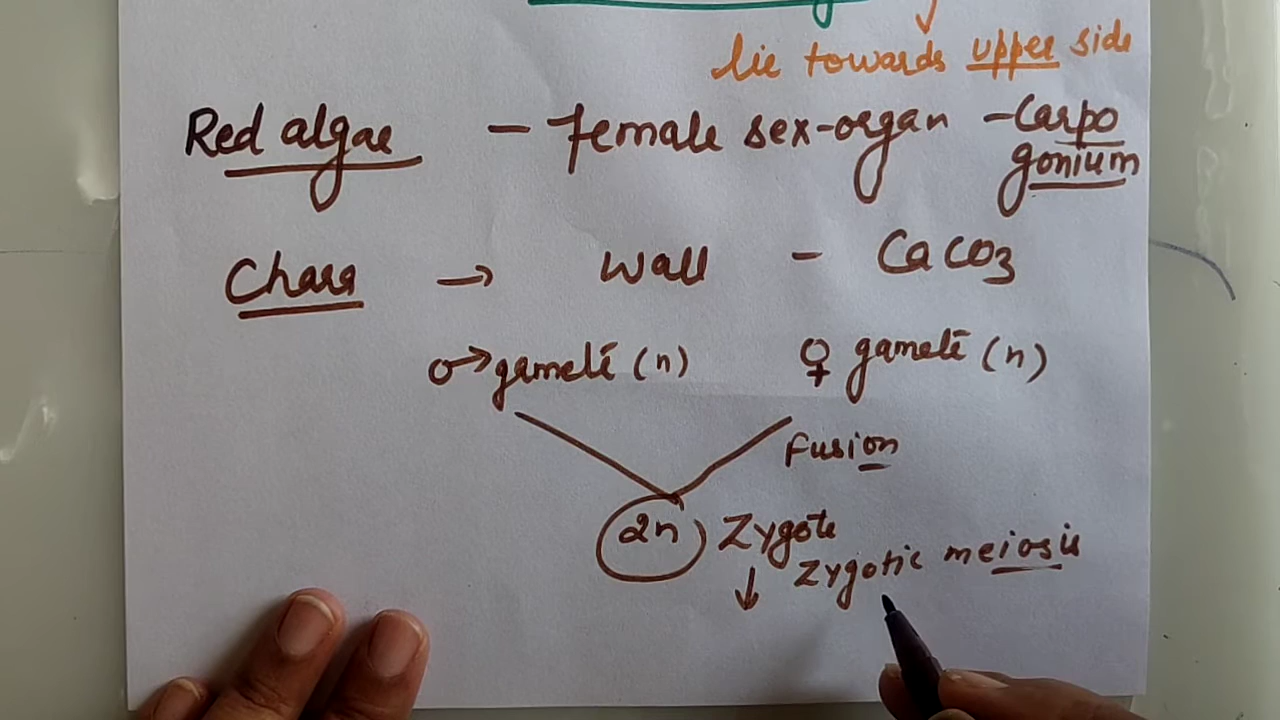 lie towards upper side
Red algae - female sex-organ - Carpo
gonium
Chara → wall - CaCO3
♂ gamete (n) ♀ gamete (n)
fusion
2n Zygote
↓ Zygotic meiosis